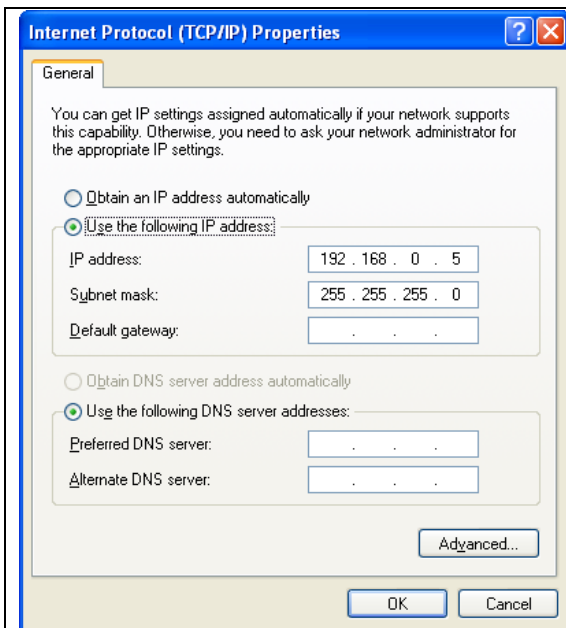 Internet Protocol (TCP/IP) Properties
General
You can get IP settings assigned automatically if your network supports
this capability. Otherwise, you need to ask your network administrator for
the appropriate IP settings.
Obtain an IP address automatically
Use the following IP address:
IP address: 192 . 168 . 0 . 5
Subnet mask: 255 . 255 . 255 . 0
Default gateway: . . .
Obtain DNS server address automatically
Use the following DNS server addresses:
Preferred DNS server: . . .
Alternate DNS server: . . .
Advanced...
OK Cancel